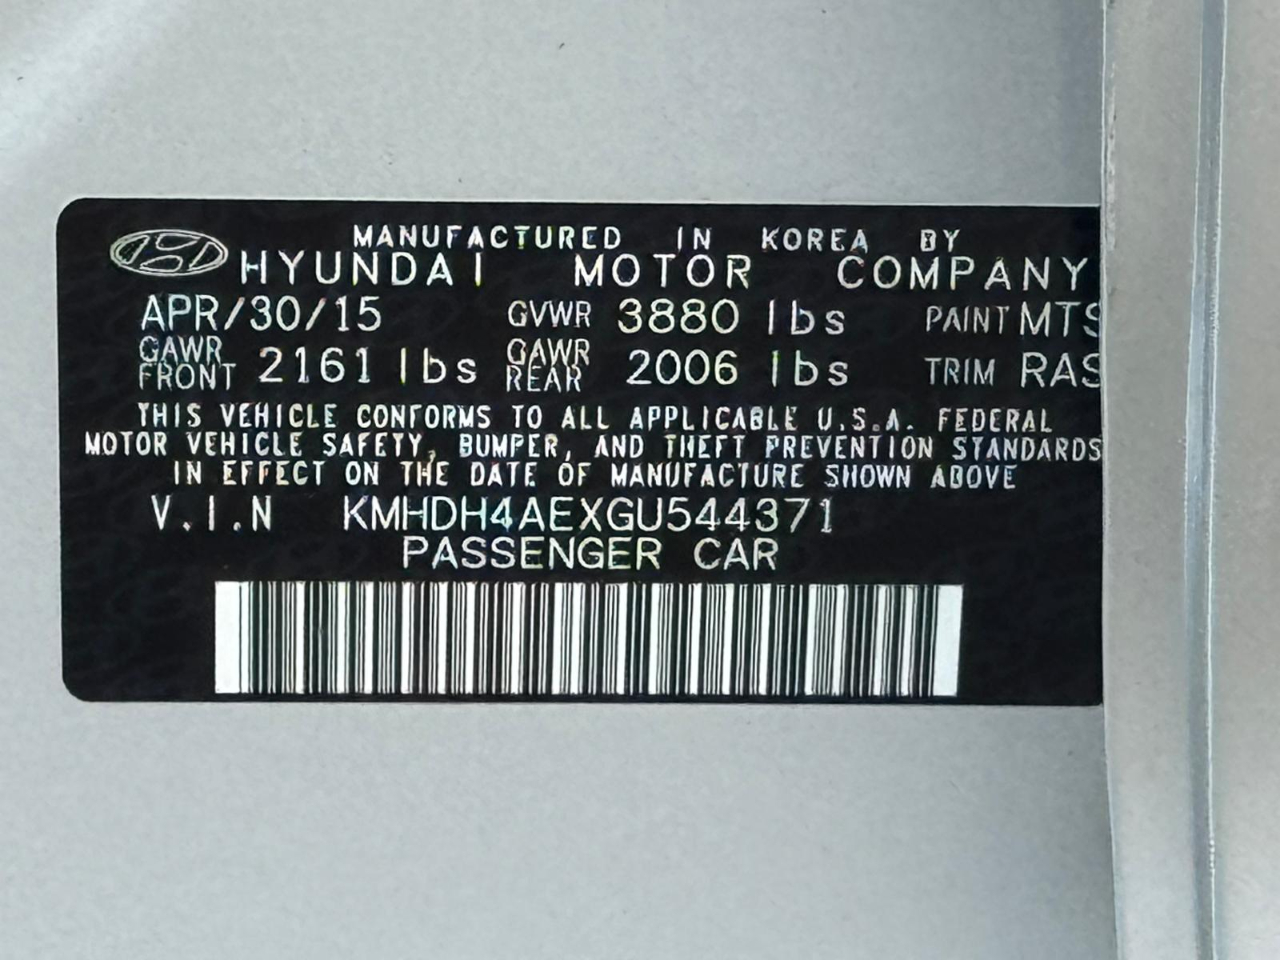 MANUFACTURED IN KOREA BY
HYUNDAI MOTOR COMPANY
APR/30/15 GVWR 3880 lbs PAINT MTS
GAWR FRONT 2161 lbs GAWR REAR 2006 lbs TRIM RAS
THIS VEHICLE CONFORMS TO ALL APPLICABLE U.S.A. FEDERAL
MOTOR VEHICLE SAFETY, BUMPER, AND THEFT PREVENTION STANDARDS
IN EFFECT ON THE DATE OF MANUFACTURE SHOWN ABOVE
V.I.N KMHDH4AEXGU544371
PASSENGER CAR